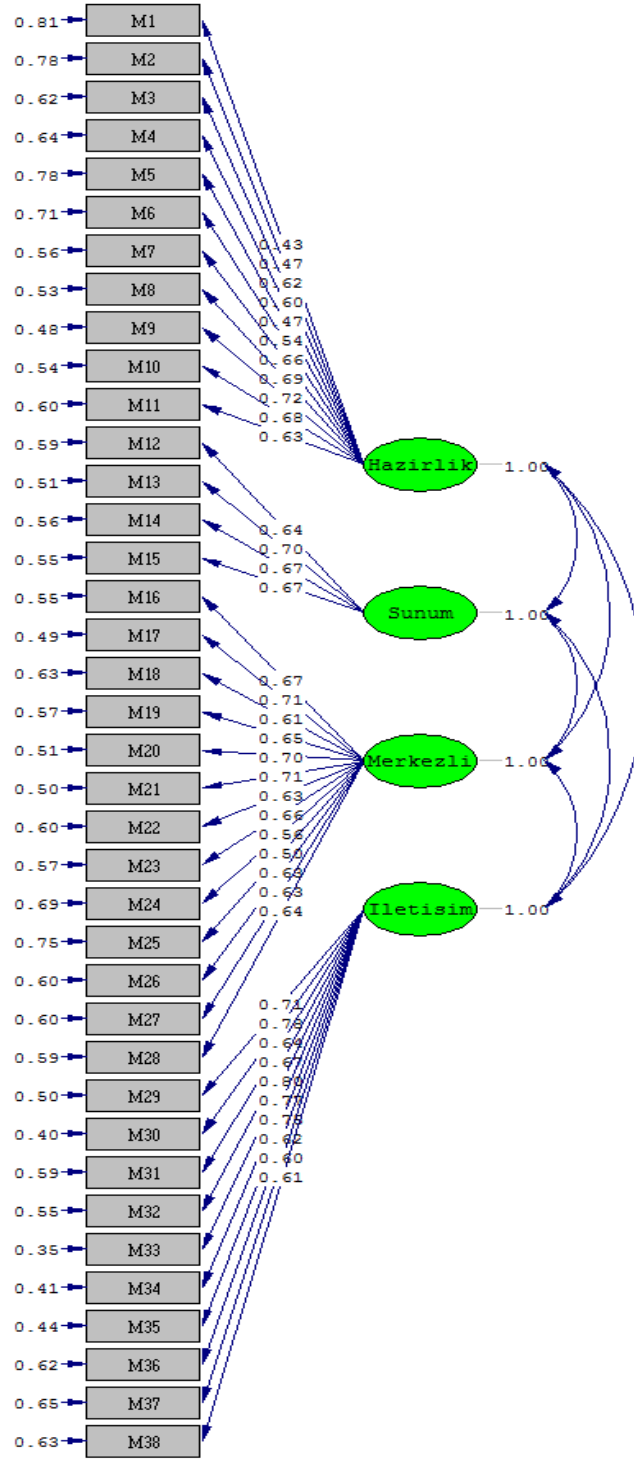 0.81 M1
0.78 M2
0.62 M3
0.64 M4
0.78 M5
0.71 M6
0.56 M7
0.53 M8
0.48 M9
0.54 M10
0.60 M11
0.59 M12
0.51 M13
0.56 M14
0.55 M15
0.55 M16
0.49 M17
0.63 M18
0.57 M19
0.51 M20
0.50 M21
0.60 M22
0.57 M23
0.69 M24
0.75 M25
0.60 M26
0.60 M27
0.59 M28
0.50 M29
0.40 M30
0.59 M31
0.55 M32
0.35 M33
0.41 M34
0.44 M35
0.62 M36
0.65 M37
0.63 M38
0.43
0.47
0.62
0.60
0.47
0.54
0.66
0.69
0.72
0.68
0.63
0.64
0.70
0.67
0.67
0.67
0.71
0.61
0.65
0.70
0.71
0.63
0.66
0.56
0.50
0.63
0.63
0.64
0.71
0.78
0.64
0.67
0.80
0.77
0.75
0.62
0.60
0.61
Hazirlik 1.00
Sunum 1.00
Merkezli 1.00
Iletisim 1.00